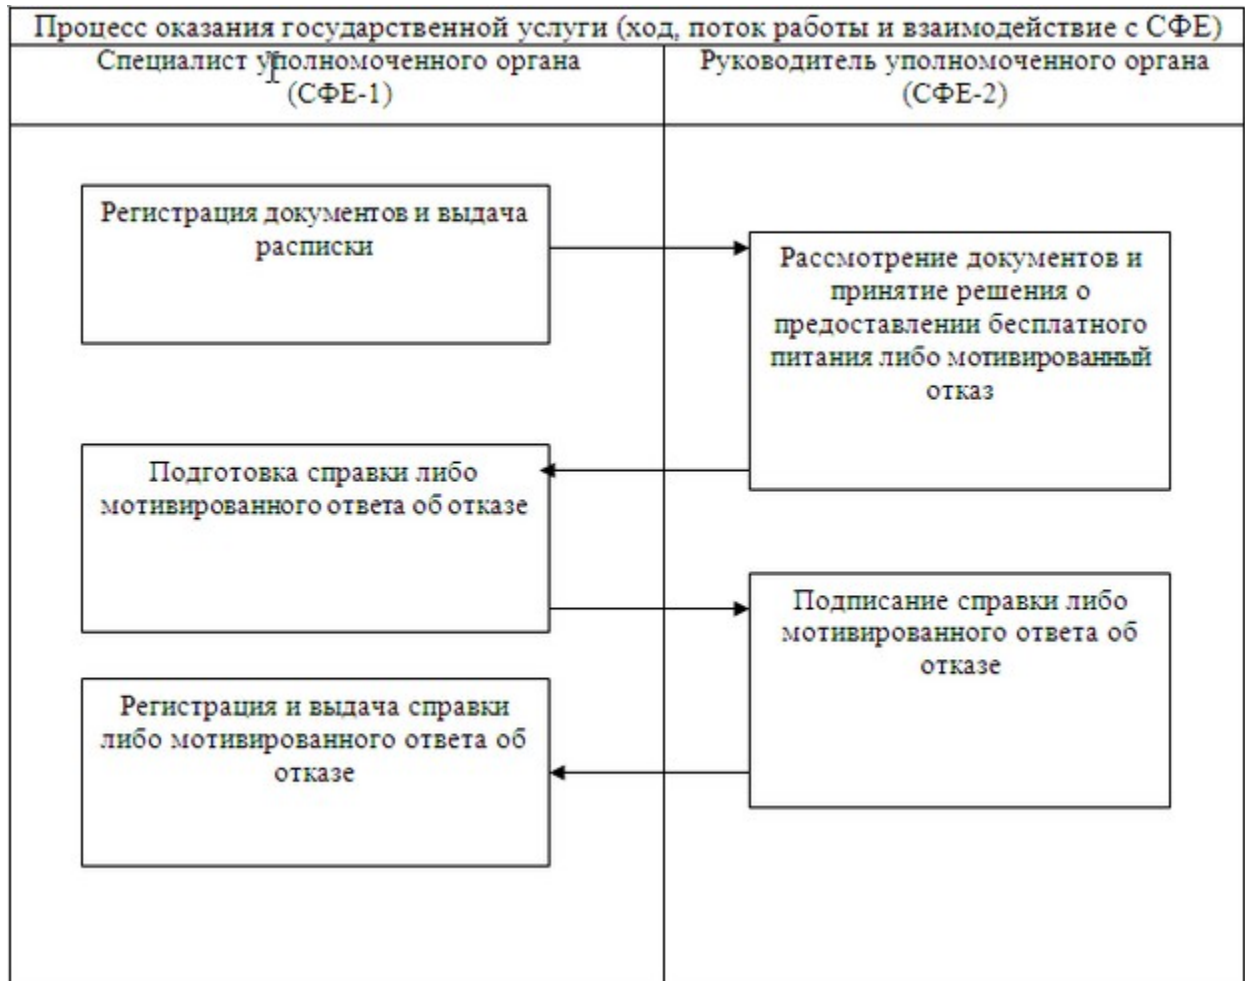 Процесс оказания государственной услуги (ход, поток работы и взаимодействие с СФЕ)
Специалист уполномоченного органа
(СФЕ-1)
Руководитель уполномоченного органа
(СФЕ-2)
Регистрация документов и выдача
расписки
Рассмотрение документов и
принятие решения о
предоставлении бесплатного
питания либо мотивированный
отказ
Подготовка справки либо
мотивированного ответа об отказе
Подписание справки либо
мотивированного ответа об
отказе
Регистрация и выдача справки
либо мотивированного ответа об
отказе